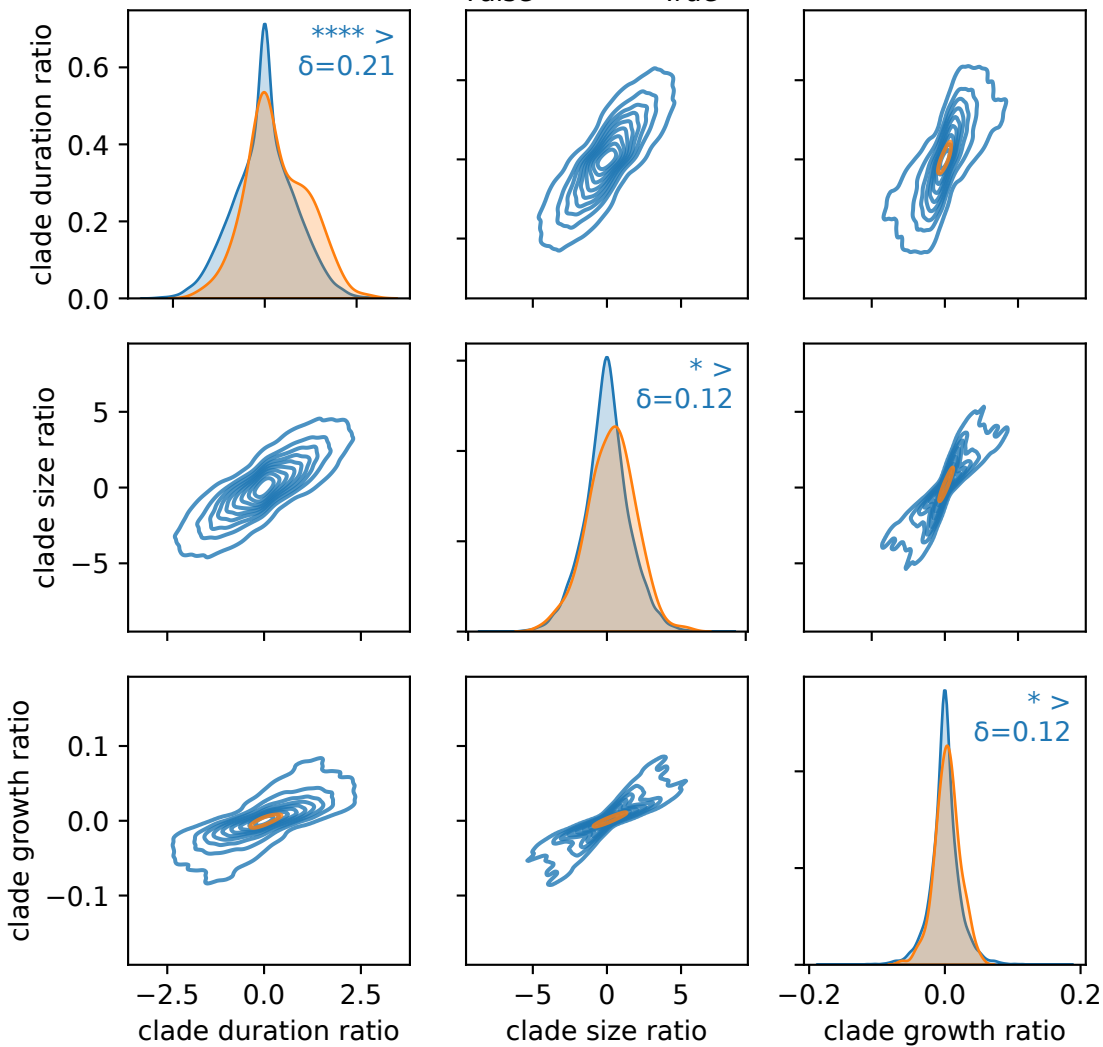 **** >
δ=0.21
clade duration ratio
0.6
0.4
0.2
0.0
* >
δ=0.12
clade size ratio
5
0
−5
−5 5
* >
δ=0.12
clade growth ratio
0.1
0.0
−0.1
−2.5 0.0 2.5
−5 0 5
−0.2 0.0 0.2
clade duration ratio
clade size ratio
clade growth ratio